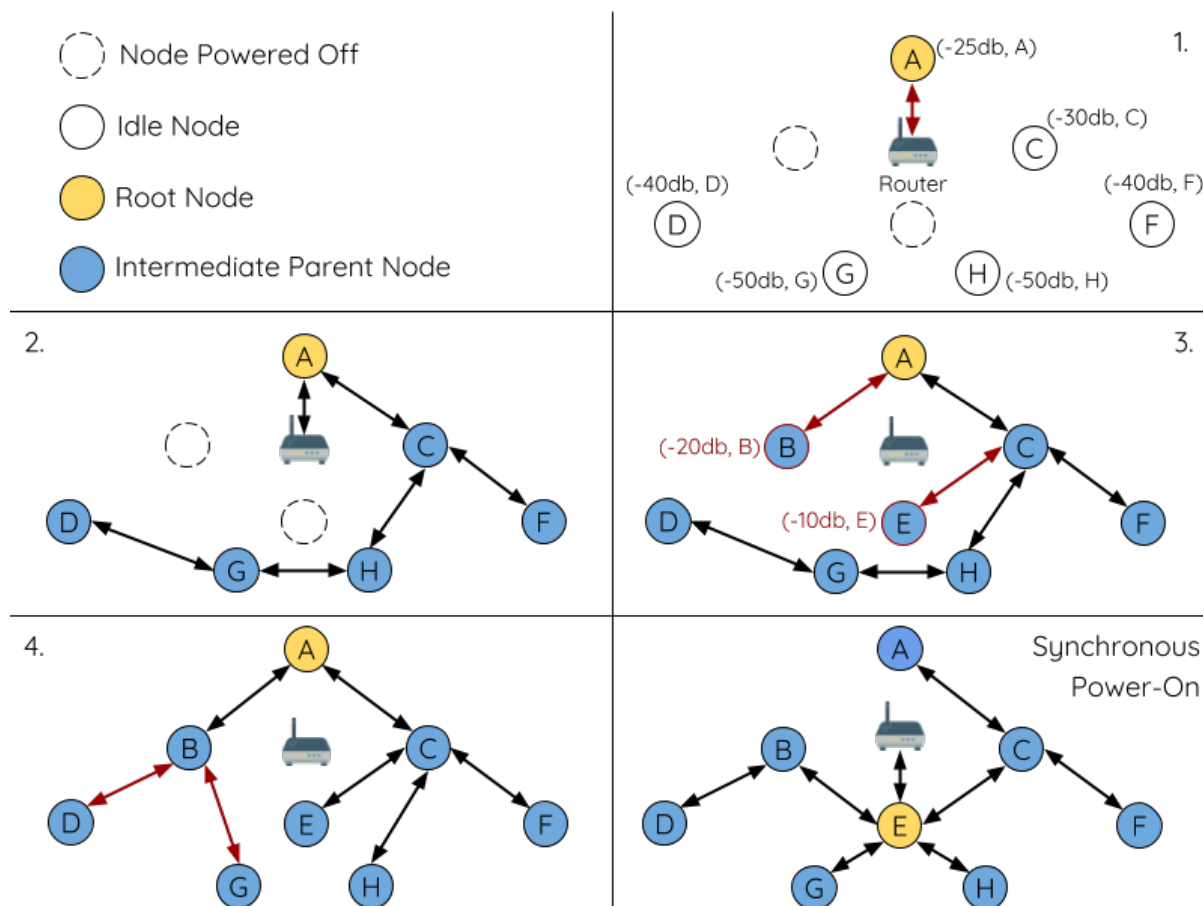 Node Powered Off
Idle Node
Root Node
Intermediate Parent Node
1.
A
(-25db, A)
(-30db, C)
C
Router
(-40db, D)
D
(-40db, F)
F
(-50db, G)
G
H
(-50db, H)
2.
A
C
D
F
G
H
3.
A
(-20db, B)
B
C
(-10db, E)
E
D
F
G
H
4.
A
B
C
D
E
F
G
H
Synchronous
Power-On
A
B
C
D
E
F
G
H